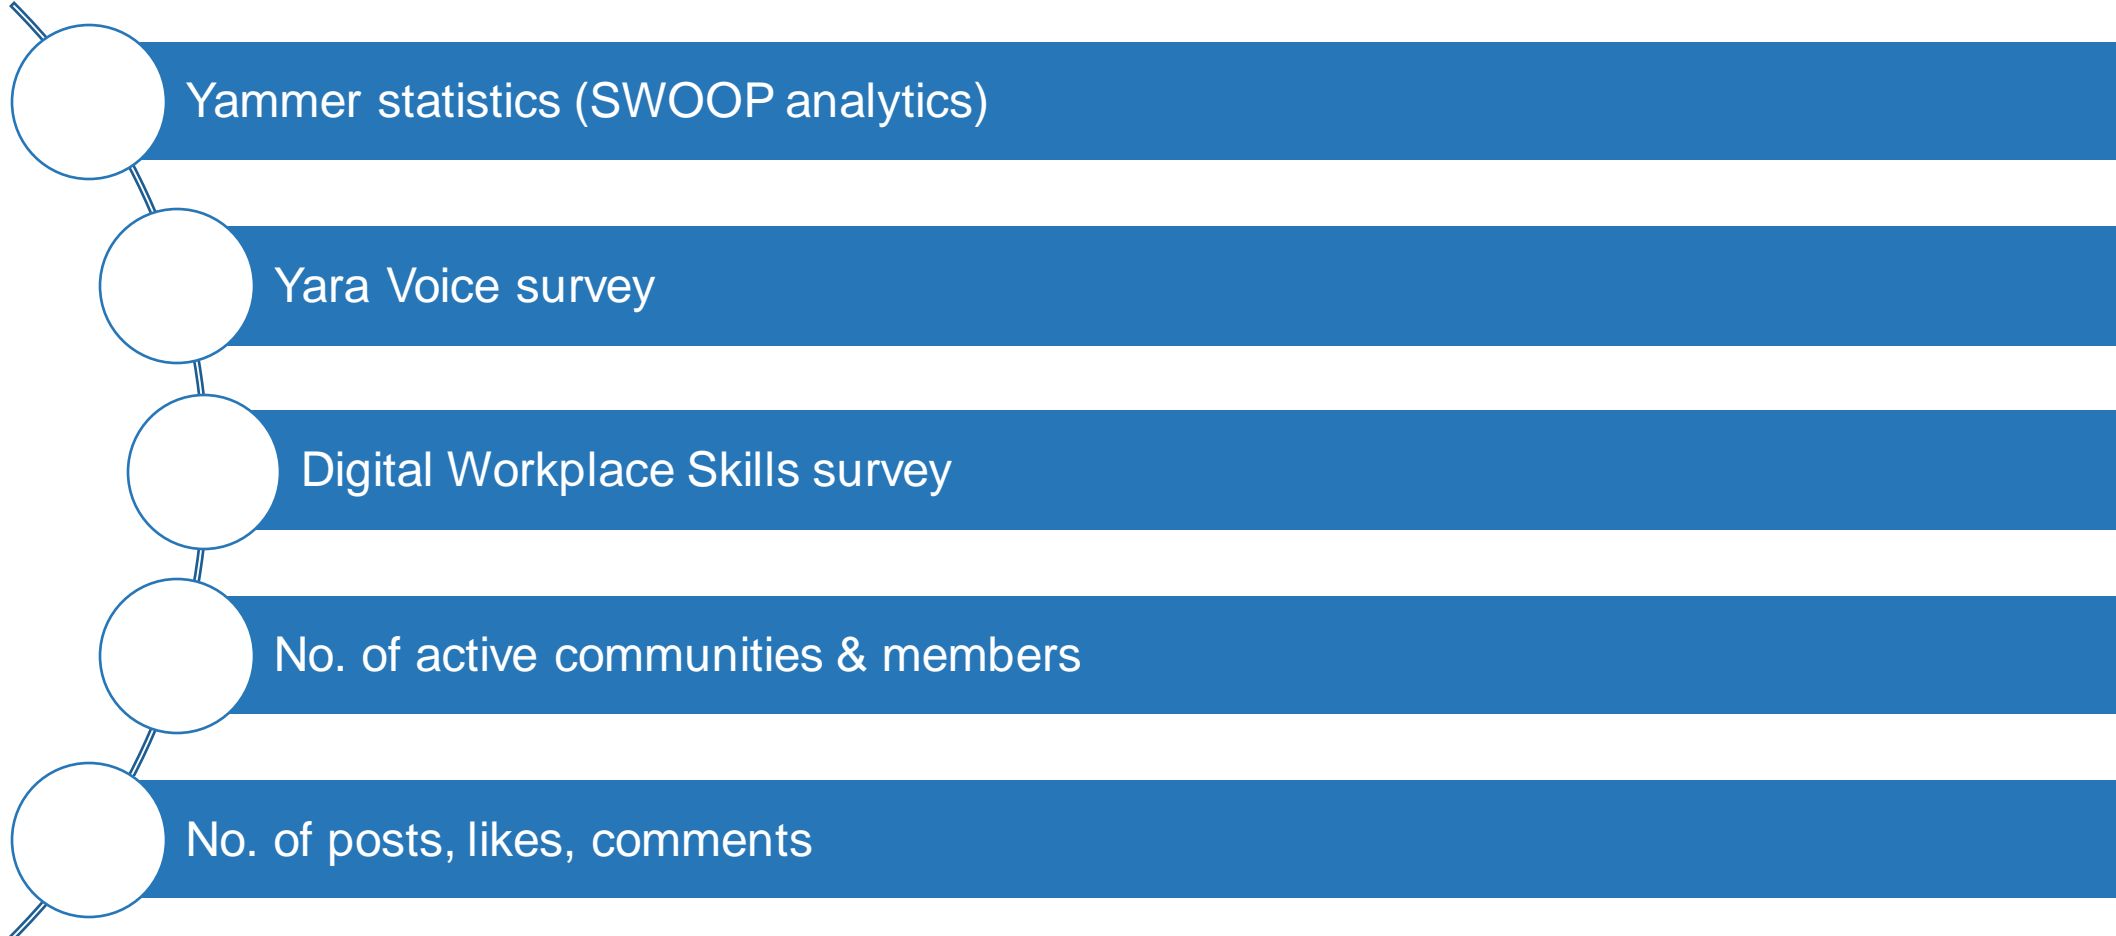 Yammer statistics (SWOOP analytics)
Yara Voice survey
Digital Workplace Skills survey
No. of active communities & members
No. of posts, likes, comments